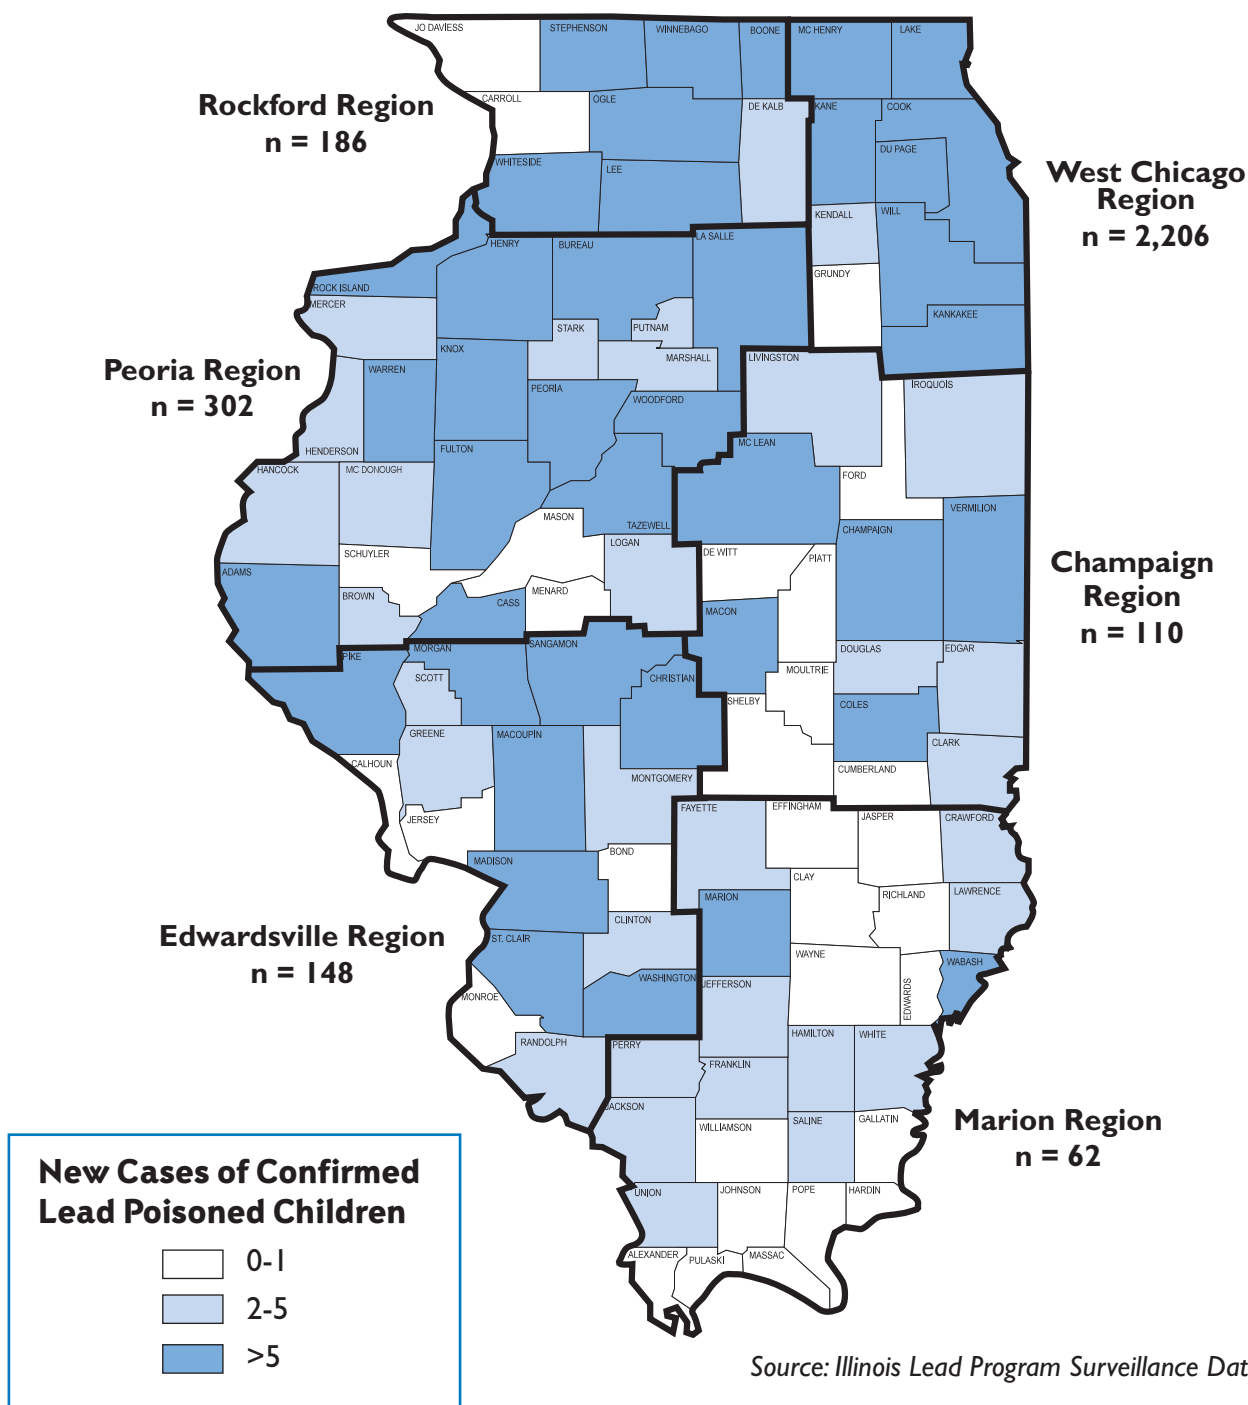 JO DAVIESS
STEPHENSON
WINNEBAGO
BOONE
MC HENRY
LAKE
Rockford Region
n = 186
CARROLL
OGLE
DE KALB
KANE
COOK
DU PAGE
WHITESIDE
LEE
West Chicago
Region
n = 2,206
KENDALL
WILL
HENRY
BUREAU
LA SALLE
GRUNDY
ROCK ISLAND
MERCER
STARK
PUTNAM
KANKAKEE
Peoria Region
n = 302
KNOX
MARSHALL
LIVINGSTON
WARREN
PEORIA
WOODFORD
IROQUOIS
HENDERSON
FULTON
MC LEAN
HANCOCK
MC DONOUGH
FORD
MASON
TAZEWELL
CHAMPAIGN
VERMILION
SCHUYLER
LOGAN
DE WITT
PIATT
ADAMS
BROWN
CASS
MENARD
MACON
Champaign
Region
n = 110
PIKE
MORGAN
SANGAMON
DOUGLAS
EDGAR
SCOTT
CHRISTIAN
MOULTRIE
SHELBY
COLES
GREENE
MACOUPIN
CLARK
CALHOUN
MONTGOMERY
CUMBERLAND
JERSEY
FAYETTE
EFFINGHAM
JASPER
CRAWFORD
MADISON
BOND
CLAY
RICHLAND
LAWRENCE
MARION
CLINTON
Edwardsville Region
n = 148
ST. CLAIR
WAYNE
WABASH
WASHINGTON
JEFFERSON
EDWARDS
MONROE
RANDOLPH
PERRY
HAMILTON
WHITE
FRANKLIN
JACKSON
WILLIAMSON
SALINE
GALLATIN
Marion Region
n = 62
UNION
JOHNSON
POPE
HARDIN
ALEXANDER
PULASKI
MASSAC
New Cases of Confirmed
Lead Poisoned Children
0-1
2-5
>5
Source: Illinois Lead Program Surveillance Dat